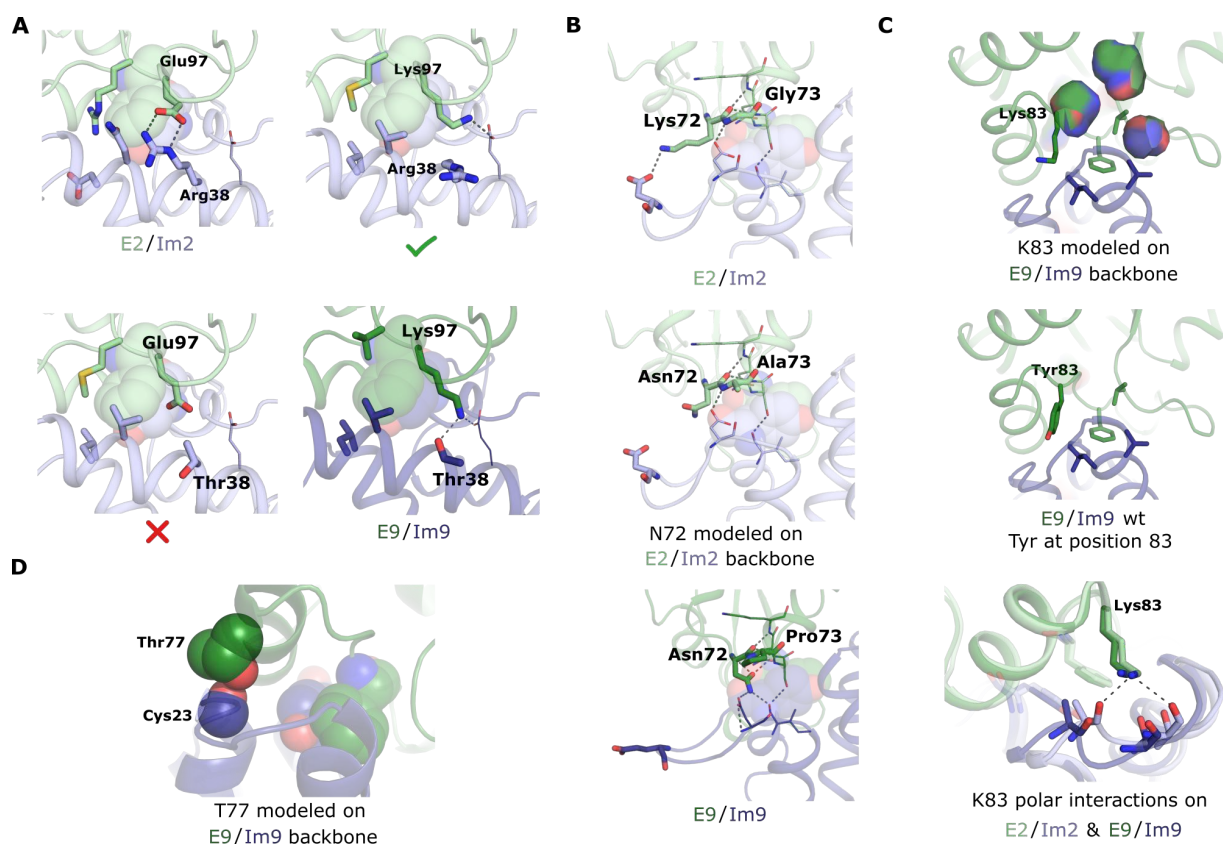 A
Glu97
Arg38
E2/Im2
Lys97
Arg38
Glu97
Thr38
Lys97
Thr38
E9/Im9
B
Gly73
Lys72
E2/Im2
Ala73
Asn72
N72 modeled on
E2/Im2 backbone
Pro73
Asn72
E9/Im9
C
Lys83
K83 modeled on
E9/Im9 backbone
Tyr83
E9/Im9 wt
Tyr at position 83
Lys83
K83 polar interactions on
E2/Im2 & E9/Im9
D
Thr77
Cys23
T77 modeled on
E9/Im9 backbone